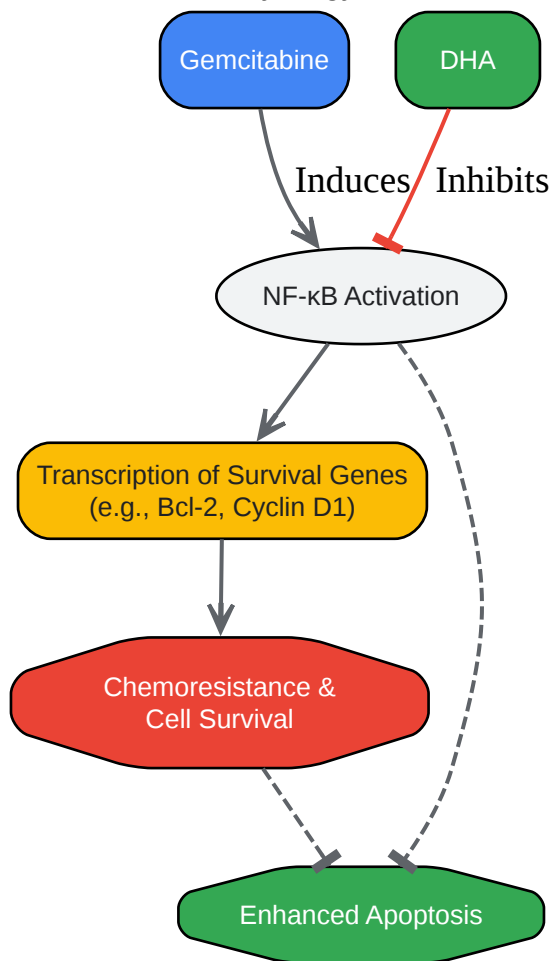 Gemcitabine
DHA
Induces
Inhibits
NF-κB Activation
Transcription of Survival Genes
(e.g., Bcl-2, Cyclin D1)
Chemoresistance &
Cell Survival
Enhanced Apoptosis